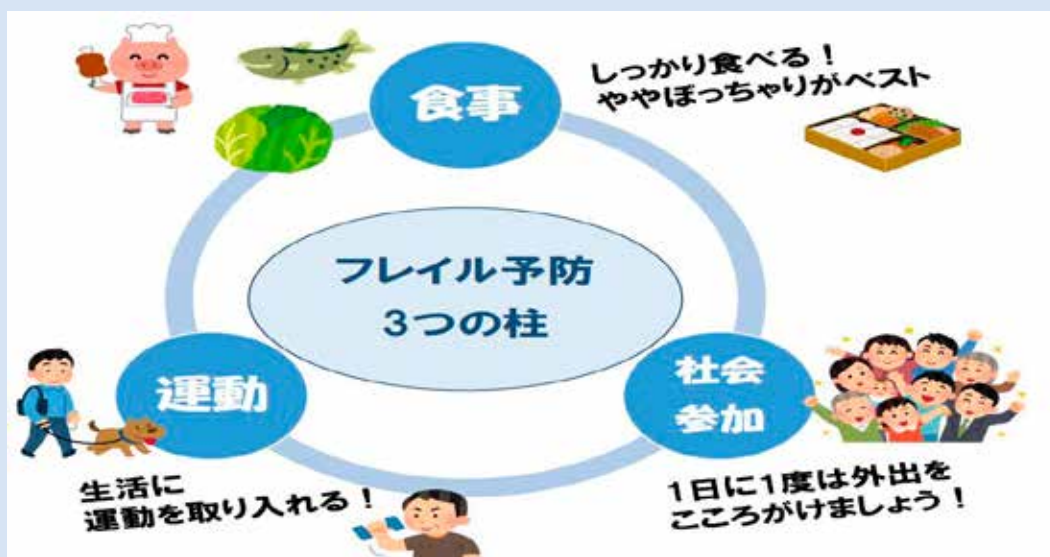 食事
しっかり食べる！
ややぽっちゃりがベスト
フレイル予防
3つの柱
運動
生活に
運動を取り入れる！
社会
参加
1日に1度は外出を
こころがけましょう！